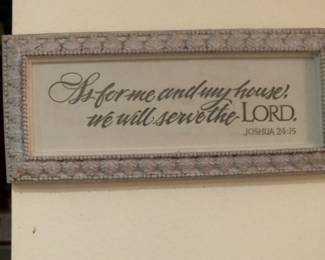 As for me and my house,
we will serve the LORD.
JOSHUA 24:15